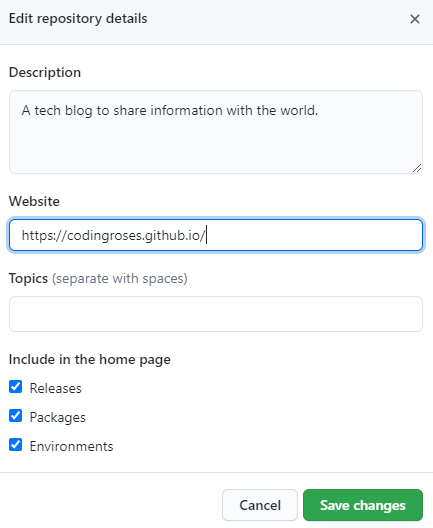 Edit repository details
Description
A tech blog to share information with the world.
Website
https://codingroses.github.io/
Topics (separate with spaces)
Include in the home page
Releases
Packages
Environments
Cancel Save changes